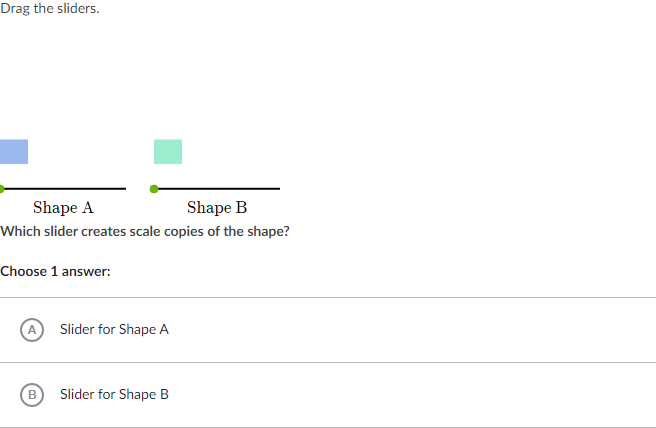 Drag the sliders.
Shape A
Shape B
Which slider creates scale copies of the shape?
Choose 1 answer:
A Slider for Shape A
B Slider for Shape B